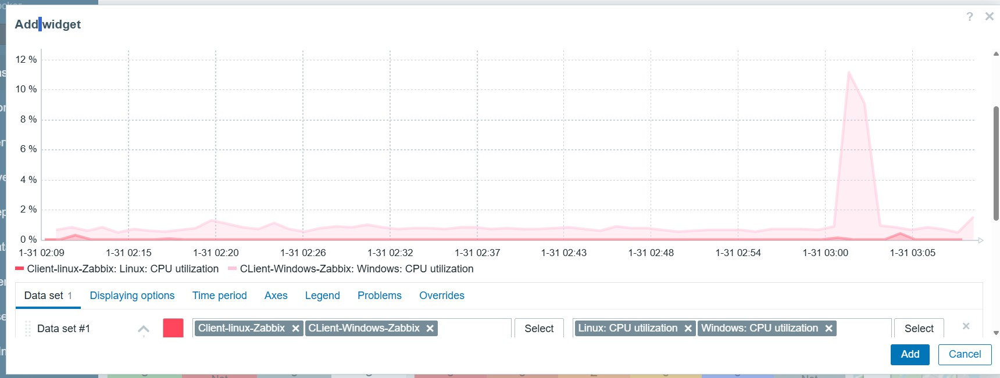 Add widget
?
12 %
10 %
8 %
6 %
4 %
2 %
0 %
1-31 02:09 1-31 02:15 1-31 02:20 1-31 02:26 1-31 02:32 1-31 02:37 1-31 02:43 1-31 02:48 1-31 02:54 1-31 03:00 1-31 03:05
Client-linux-Zabbix: Linux: CPU utilization CLient-Windows-Zabbix: Windows: CPU utilization
Data set 1 Displaying options Time period Axes Legend Problems Overrides
Data set #1 Client-linux-Zabbix CLient-Windows-Zabbix Select Linux: CPU utilization Windows: CPU utilization Select
Add Cancel